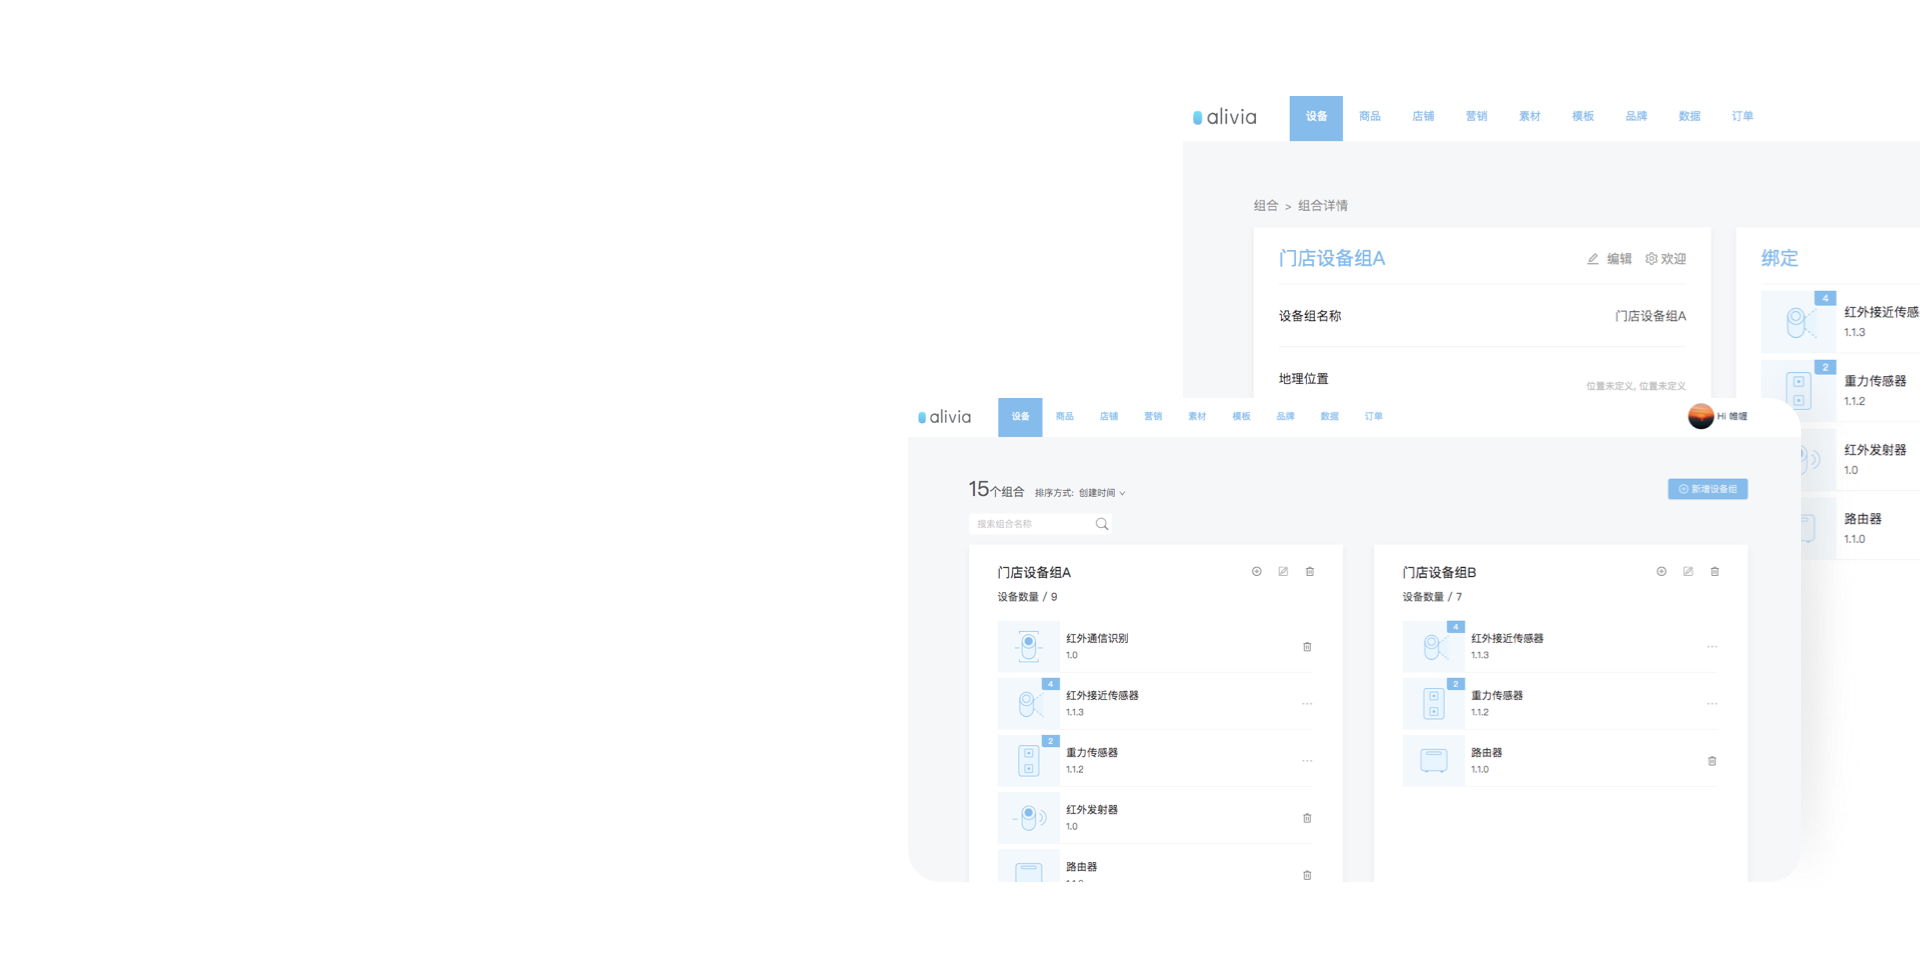 alivia 设备 商品 店铺 营销 素材 模板 品牌 数据 订单
组合 > 组合详情
门店设备组A 编辑 欢迎
设备组名称 门店设备组A
地理位置 位置未定义, 位置未定义
绑定
4
红外接近传感
1.1.3
2
重力传感器
1.1.2
红外发射器
1.0
路由器
1.1.0
alivia 设备 商品 店铺 营销 素材 模板 品牌 数据 订单 Hi
15个组合 排序方式: 创建时间
新增设备组
搜索组合名称
门店设备组A
设备数量 / 9
红外通信识别
1.0
4
红外接近传感器
1.1.3
2
重力传感器
1.1.2
红外发射器
1.0
路由器
门店设备组B
设备数量 / 7
4
红外接近传感器
1.1.3
2
重力传感器
1.1.2
路由器
1.1.0